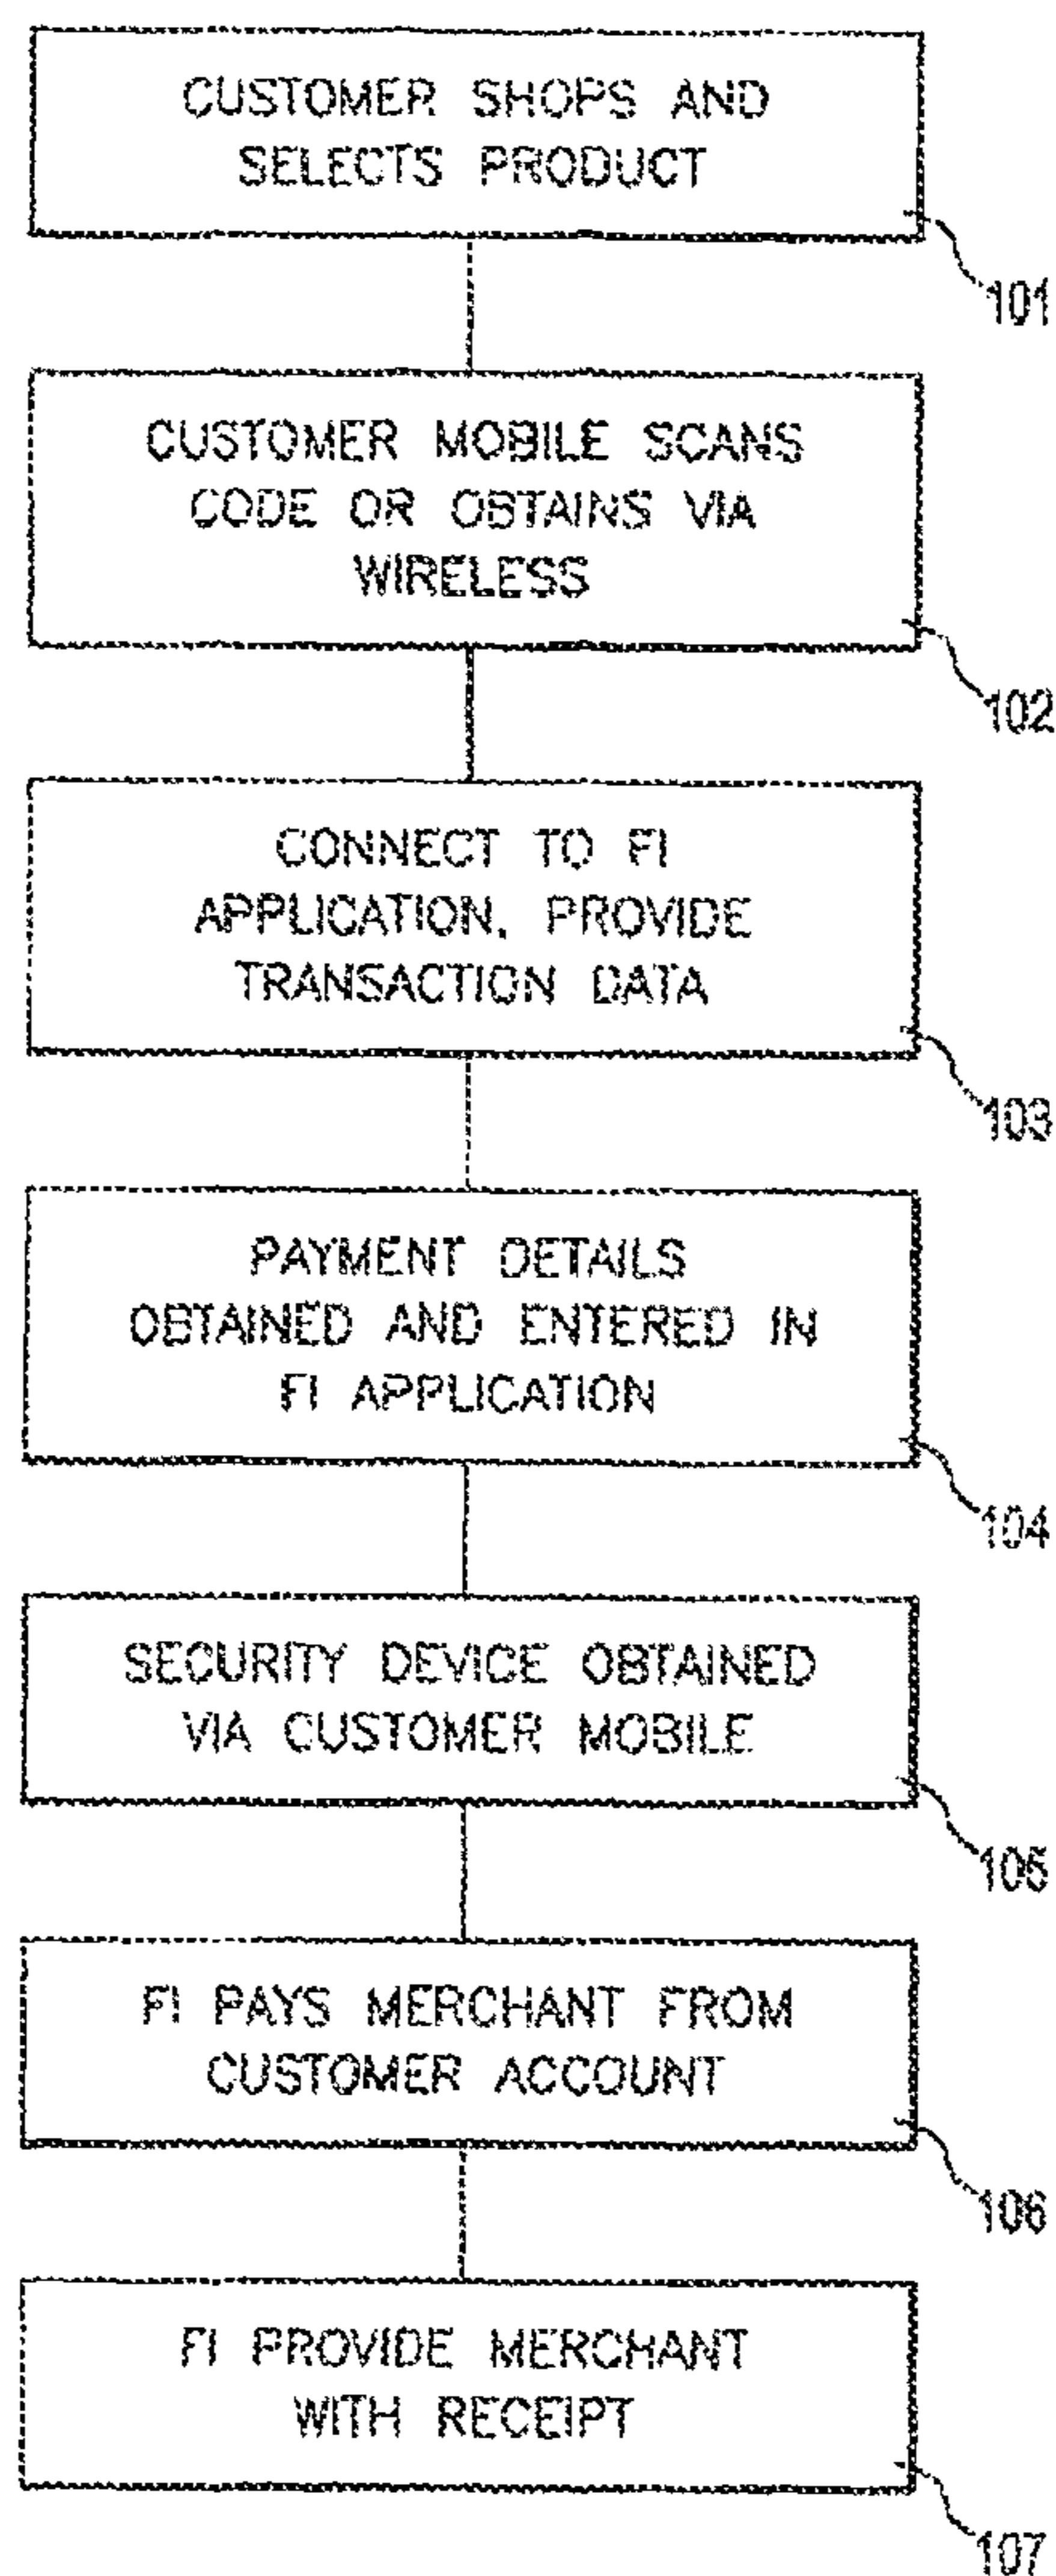 CUSTOMER SHOPS AND
SELECTS PRODUCT
101
CUSTOMER MOBILE SCANS
CODE OR OBTAINS VIA
WIRELESS
102
CONNECT TO FI
APPLICATION, PROVIDE
TRANSACTION DATA
103
PAYMENT DETAILS
OBTAINED AND ENTERED IN
FI APPLICATION
104
SECURITY DEVICE OBTAINED
VIA CUSTOMER MOBILE
105
FI PAYS MERCHANT FROM
CUSTOMER ACCOUNT
106
FI PROVIDE MERCHANT
WITH RECEIPT
107